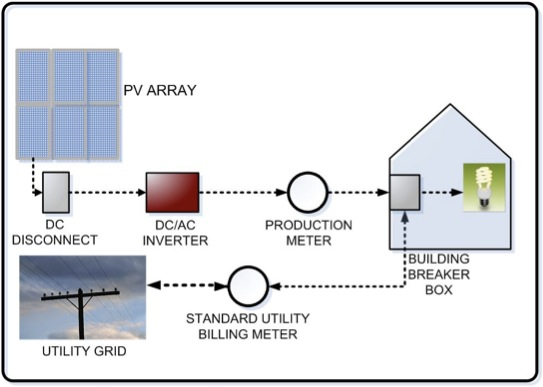 PV ARRAY
DC
DISCONNECT
DC/AC
INVERTER
PRODUCTION
METER
BUILDING
BREAKER
BOX
STANDARD UTILITY
BILLING METER
UTILITY GRID